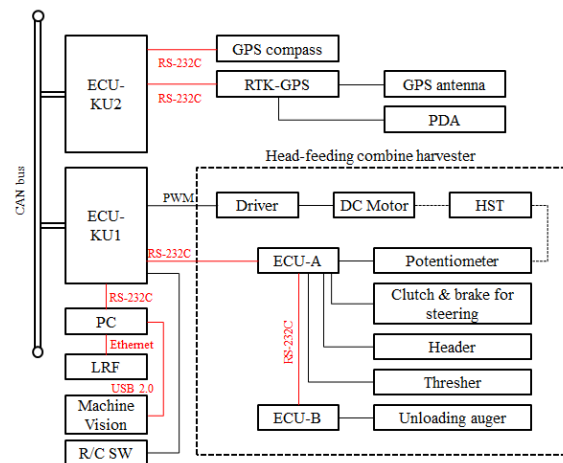 GPS compass
ECU-
KU2
RS-232C
RTK-GPS
GPS antenna
RS-232C
PDA
CAN bus
Head-feeding combine harvester
ECU-
KU1
PWM
Driver
DC Motor
HST
RS-232C
ECU-A
Potentiometer
RS-232C
Clutch & brake for
steering
PC
Ethernet
RS-232C
Header
LRF
USB 2.0
Thresher
Machine
Vision
ECU-B
Unloading auger
R/C SW